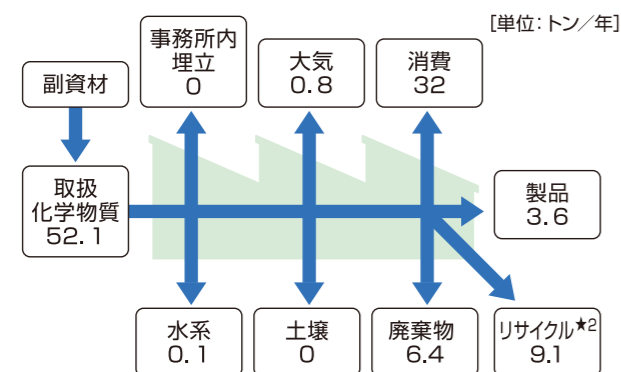 [単位：トン／年]
事務所内
埋立
0
大気
0.8
消費
32
副資材
取扱
化学物質
52.1
製品
3.6
水系
0.1
土壌
0
廃棄物
6.4
リサイクル★2
9.1